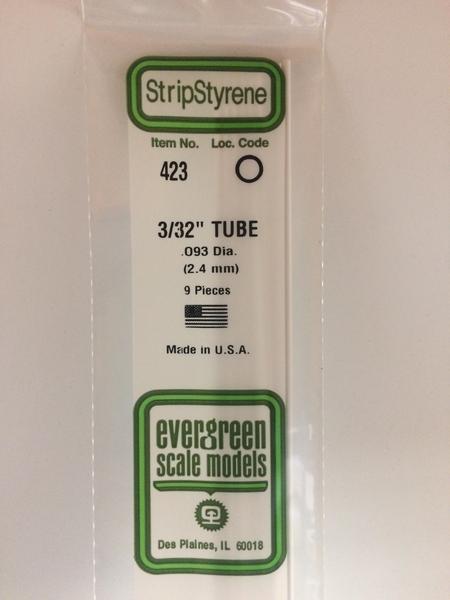 StripStyrene
Item No. Loc. Code
423
3/32" TUBE
.093 Dia.
(2.4 mm)
9 Pieces
Made in U.S.A.
evergreen
scale models
Des Plaines, IL 60018